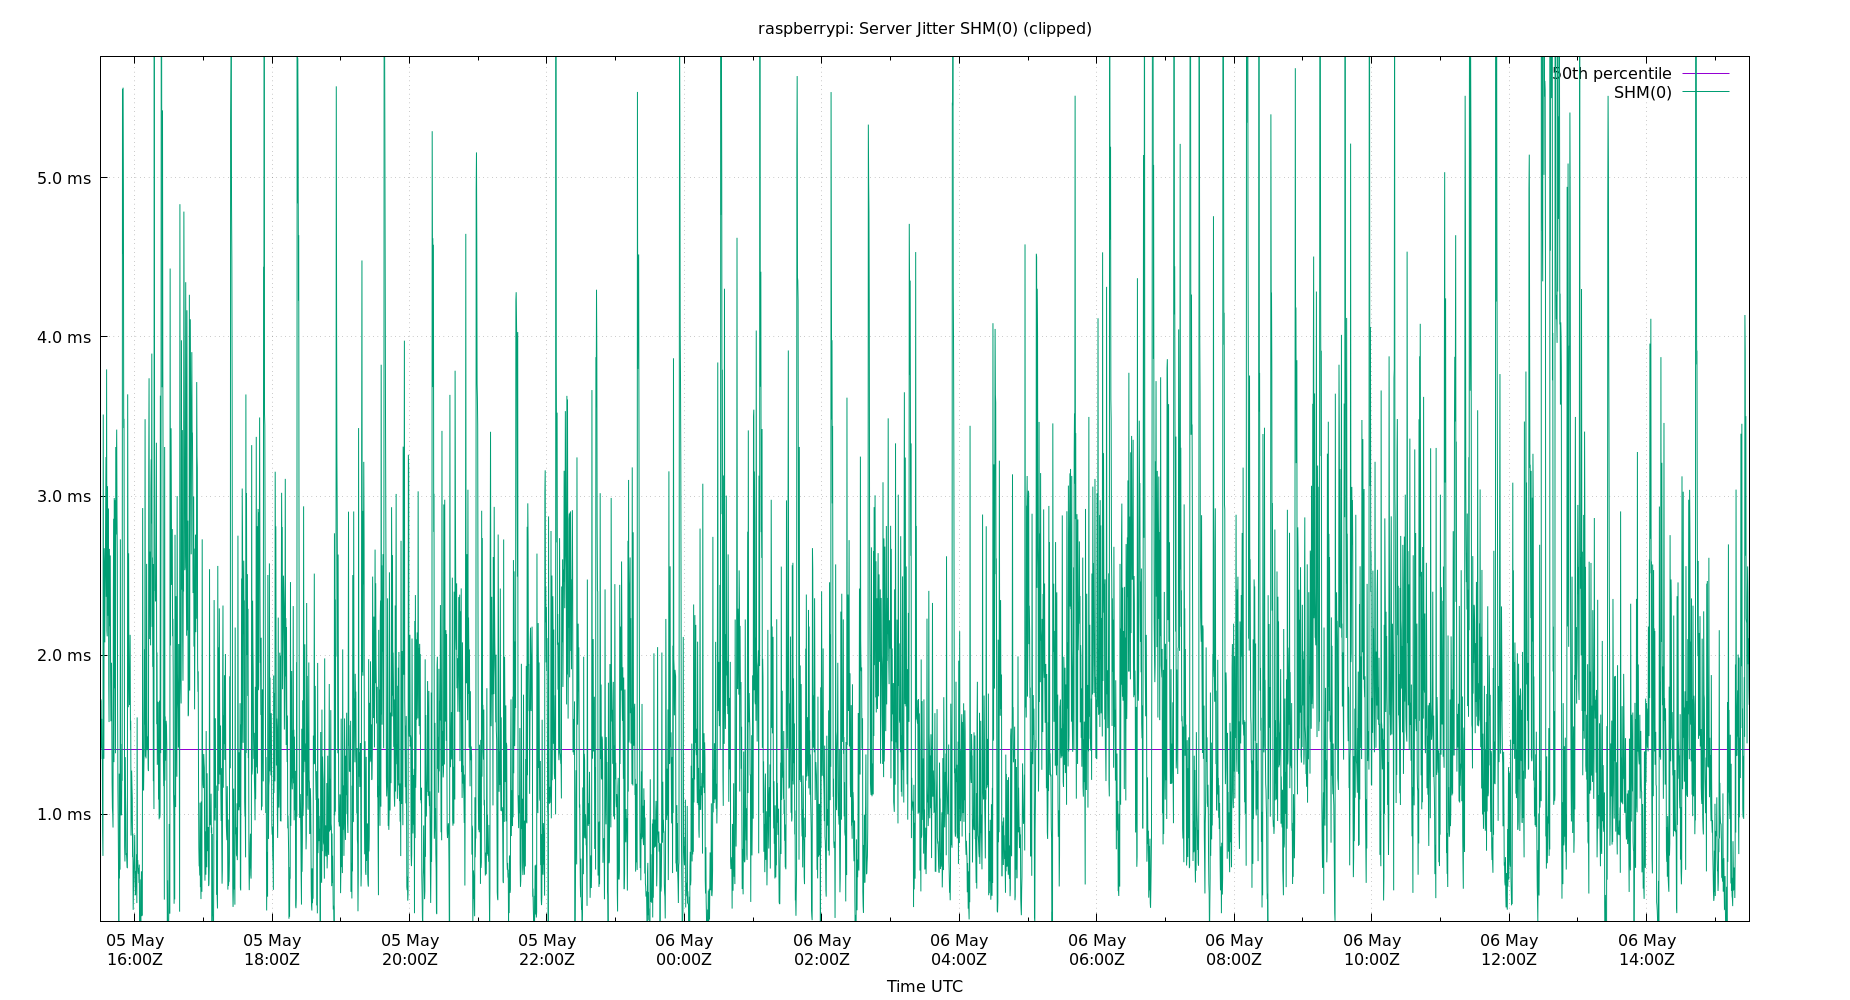 raspberrypi: Server Jitter SHM(0) (clipped)
50th percentile
SHM(0)
5.0 ms
4.0 ms
3.0 ms
2.0 ms
1.0 ms
05 May 05 May 05 May 05 May 06 May 06 May 06 May 06 May 06 May 06 May 06 May 06 May
16:00Z 18:00Z 20:00Z 22:00Z 00:00Z 02:00Z 04:00Z 06:00Z 08:00Z 10:00Z 12:00Z 14:00Z
Time UTC